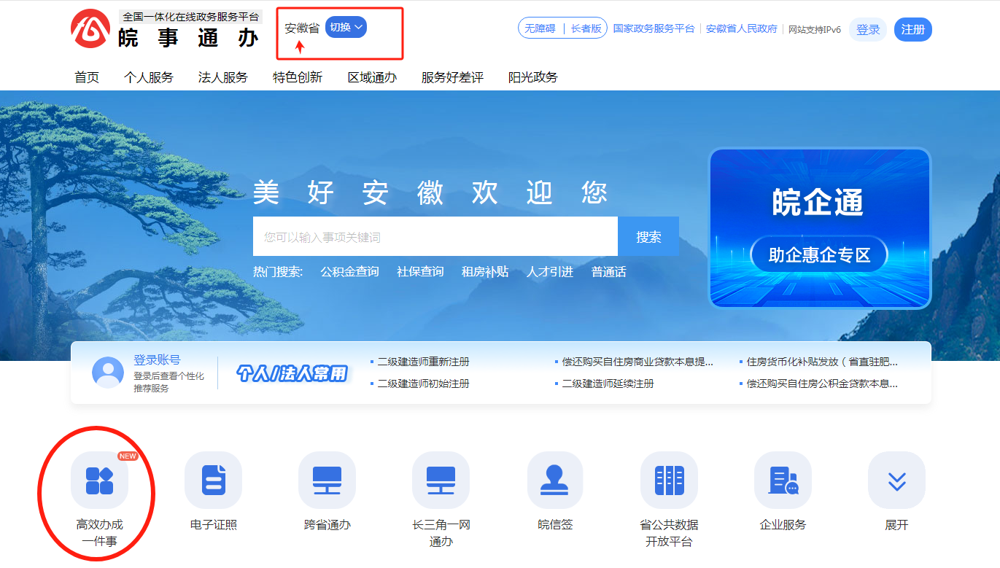 全国一体化在线政务服务平台
皖事通办
安徽省 切换
无障碍 长者版 国家政务服务平台 安徽省人民政府 网站支持IPv6 登录 注册
首页 个人服务 法人服务 特色创新 区域通办 服务好差评 阳光政务
美好安徽欢迎您
您可以输入事项关键词 搜索
热门搜索: 公积金查询 社保查询 租房补贴 人才引进 普通话
皖企通
助企惠企专区
登录账号
登录后查看个性化
推荐服务
个人/法人常用
二级建造师重新注册 偿还购买自住房商业贷款本息提... 住房货币化补贴发放（省直驻肥...
二级建造师初始注册 二级建造师延续注册 偿还购买自住房公积金贷款本息...
NEW
高效办成
一件事
电子证照
跨省通办
长三角一网
通办
皖信签
省公共数据
开放平台
企业服务
展开